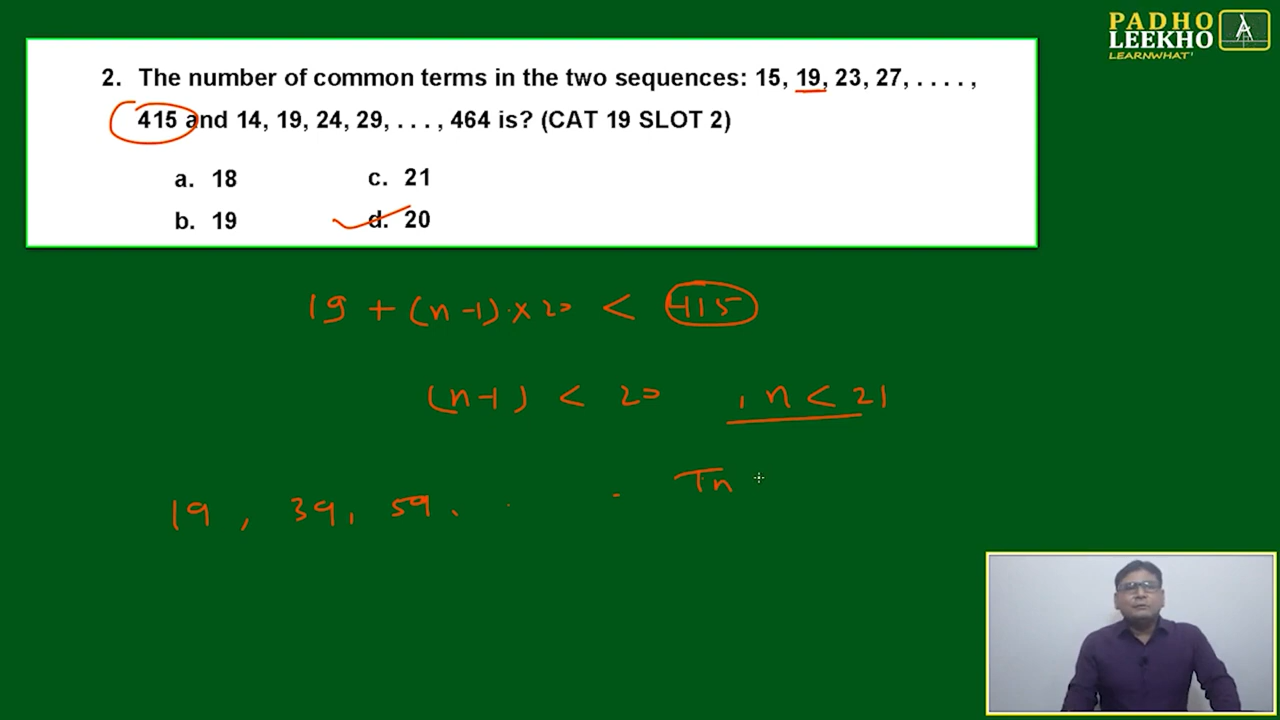 PADHO
LEEKHO
LEARNWHAT'
2. The number of common terms in the two sequences: 15, 19, 23, 27, . . . . ,
415 and 14, 19, 24, 29, . . . , 464 is? (CAT 19 SLOT 2)
a. 18 c. 21
b. 19 d. 20
19 + (n-1) × 20 < 415
(n-1) < 20 , n < 21
19, 39, 59, . . Tn